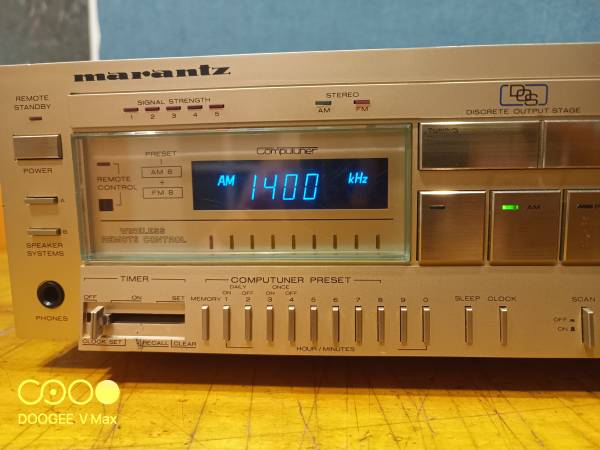 marantz
REMOTE
STANDBY
SIGNAL STRENGTH
1 2 3 4 5
STEREO
AM FM
DOS
DISCRETE OUTPUT STAGE
POWER
Computuner
PRESET
1
AM 8
+
FM 8
REMOTE
CONTROL
AM 1400 kHz
WIRELESS
REMOTE CONTROL
AM
A
B
SPEAKER
SYSTEMS
PHONES
TIMER
OFF ON SET
CLOCK SET RECALL CLEAR
COMPUTUNER PRESET
DAILY ONCE
ON OFF ON OFF
MEMORY 1 2 3 4 5 6 7 8 9 0
HOUR/MINUTES
SLEEP CLOCK
SCAN
OFF
ON
DOOGEE V Max